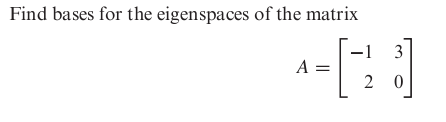 Find bases for the eigenspaces of the matrix
A = [ -1 3
2 0 ]